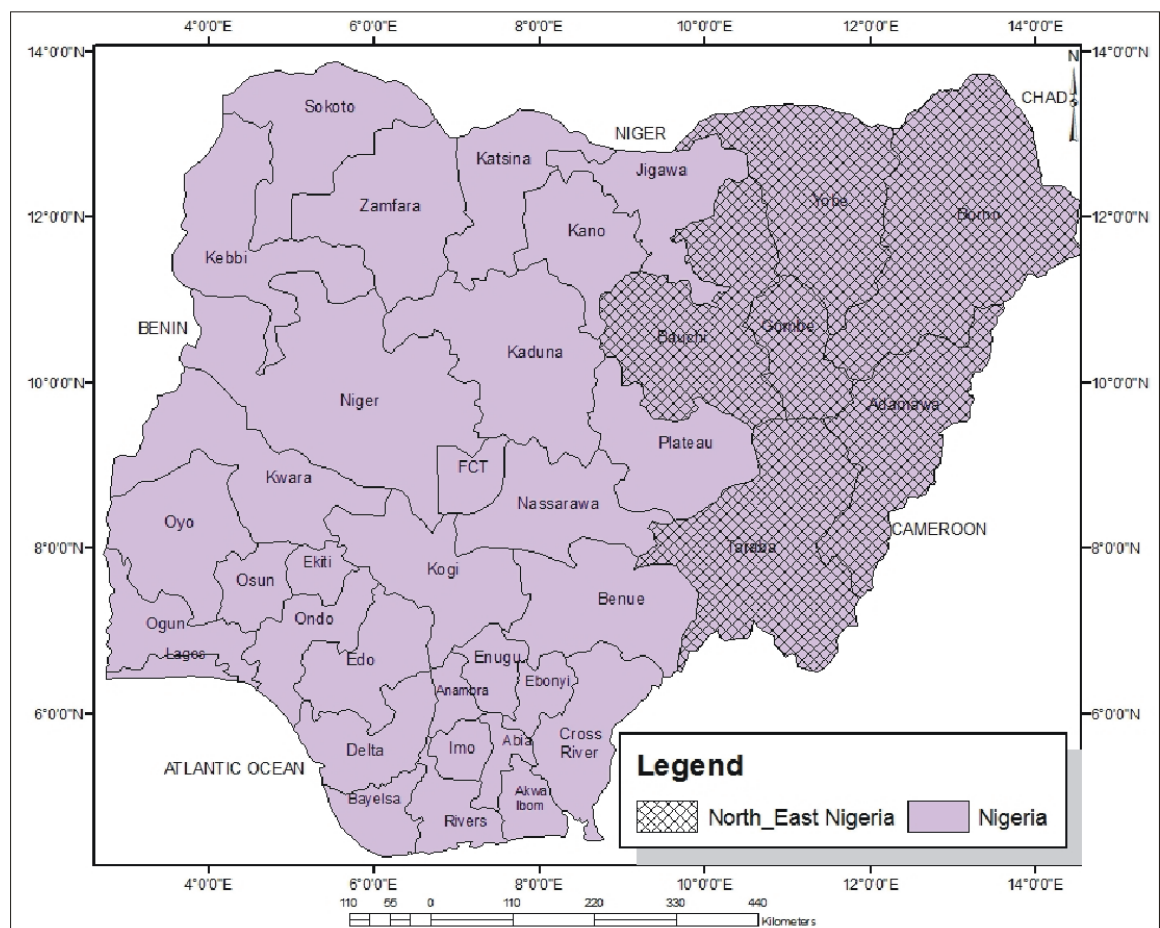 4°0'0"E 6°0'0"E 8°0'0"E 10°0'0"E 12°0'0"E 14°0'0"E
14°0'0"N 14°0'0"N
N
CHAD
Sokoto
NIGER
Katsina
Jigawa
Zamfara
Yobe
12°0'0"N 12°0'0"N
Borno
Kano
Kebbi
BENIN
Gombe
Bauchi
Kaduna
10°0'0"N 10°0'0"N
Niger
Adamawa
Plateau
FCT
Kwara
Nassarawa
Oyo
CAMEROON
8°0'0"N 8°0'0"N
Taraba
Ekiti
Kogi
Osun
Benue
Ogun
Ondo
Lagos
Edo
Enugu
Ebonyi
Anambra
6°0'0"N 6°0'0"N
Cross
River
Abia
Imo
Delta
ATLANTIC OCEAN
Legend
Akwa
Ibom
Bayelsa
Rivers
North_East Nigeria
Nigeria
4°0'0"E 6°0'0"E 8°0'0"E 10°0'0"E 12°0'0"E 14°0'0"E
110 55 0 110 220 330 440
Kilometers